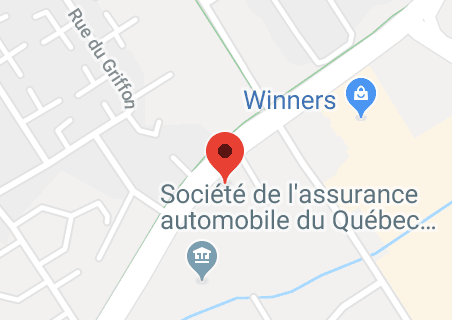 Rue du Griffon
Winners
Société de l'assurance
automobile du Québec...